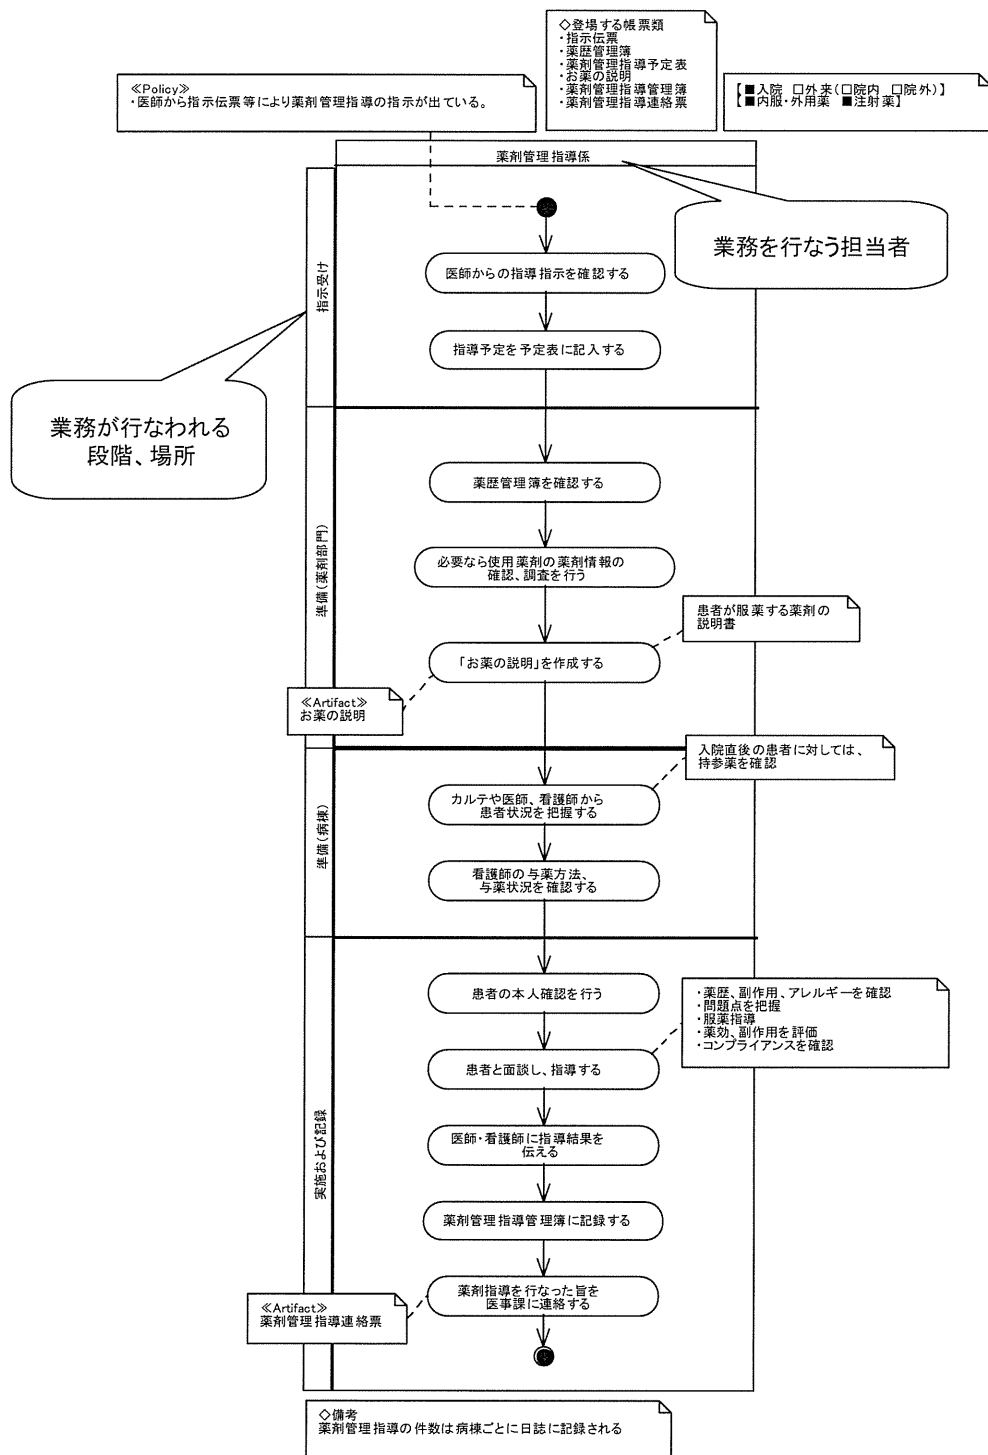 ◇登場する帳票類
・指示伝票
・薬歴管理簿
・薬剤管理指導予定表
・お薬の説明
・薬剤管理指導管理簿
・薬剤管理指導連絡票
≪Policy≫
・医師から指示伝票等により薬剤管理指導の指示が出ている。
【■入院 □外来(□院内 □院外)】
【■内服・外用薬 ■注射薬】
薬剤管理指導係
業務を行なう担当者
指示受け
医師からの指導指示を確認する
指導予定を予定表に記入する
業務が行なわれる
段階、場所
準備(薬剤部門)
薬歴管理簿を確認する
必要なら使用薬剤の薬剤情報の
確認、調査を行う
患者が服薬する薬剤の
説明書
「お薬の説明」を作成する
≪Artifact≫
お薬の説明
準備(病棟)
入院直後の患者に対しては、
持参薬を確認
カルテや医師、看護師から
患者状況を把握する
看護師の与薬方法、
与薬状況を確認する
実施および記録
患者の本人確認を行う
・薬歴、副作用、アレルギーを確認
・問題点を把握
・服薬指導
・薬効、副作用を評価
・コンプライアンスを確認
患者と面談し、指導する
医師・看護師に指導結果を
伝える
薬剤管理指導管理簿に記録する
薬剤指導を行なった旨を
医事課に連絡する
≪Artifact≫
薬剤管理指導連絡票
◇備考
薬剤管理指導の件数は病棟ごとに日誌に記録される